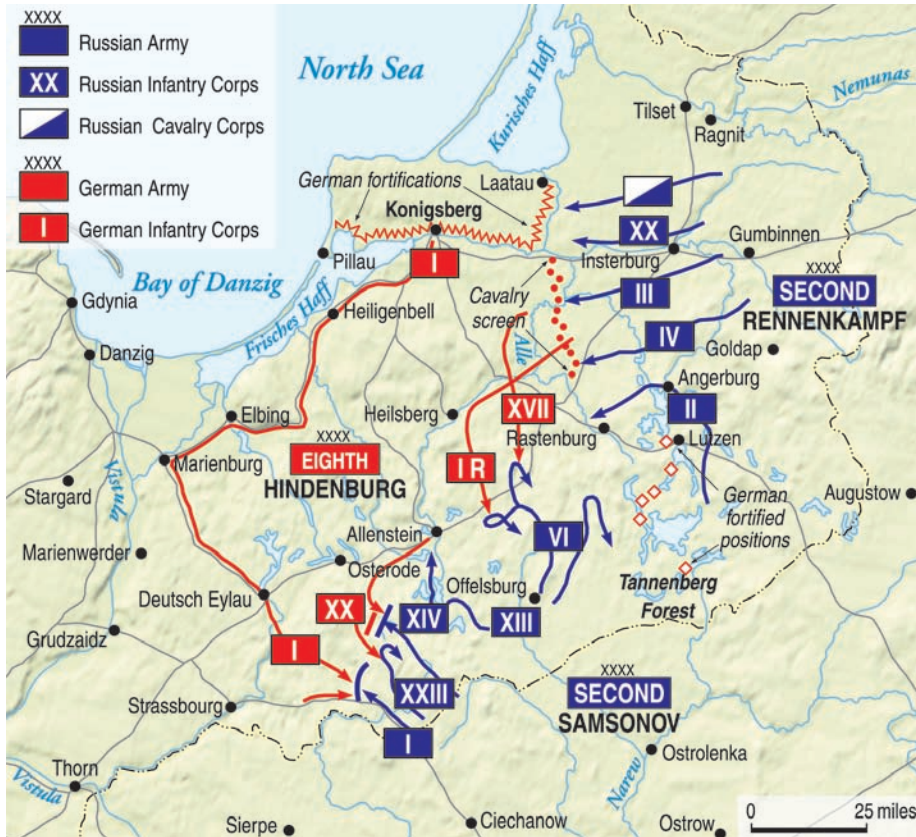 XXXX
Russian Army
XX
Russian Infantry Corps
Russian Cavalry Corps
XXXX
German Army
I
German Infantry Corps
North Sea
Kurisches Haff
Nemunas
Tilset
Ragnit
German fortifications
Laatau
Konigsberg
XX
Gumbinnen
Insterburg
Pillau
I
Bay of Danzig
XXXX
SECOND
RENNENKAMPF
III
Cavalry
screen
Gdynia
Frisches Haff
Heiligenbell
IV
Goldap
Danzig
Alle
Angerburg
Elbing
Heilsberg
XVII
II
Rastenburg
Lutzen
XXXX
EIGHTH
HINDENBURG
Marienburg
I R
Vistula
Stargard
German
fortified
positions
Augustow
Allenstein
VI
Marienwerder
Osterode
Offelsburg
Tannenberg
Forest
Deutsch Eylau
XX
XIV
XIII
Grudzaidz
I
XXIII
XXXX
SECOND
SAMSONOV
Strassbourg
I
Ostrolenka
Narew
Thorn
Vistula
0
25 miles
Sierpe
Ciechanow
Ostrow